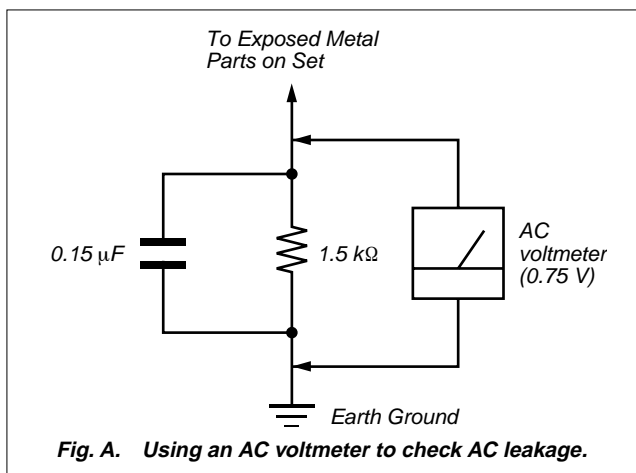 To Exposed Metal
Parts on Set
0.15 μF
1.5 kΩ
AC
voltmeter
(0.75 V)
Earth Ground
Fig. A. Using an AC voltmeter to check AC leakage.